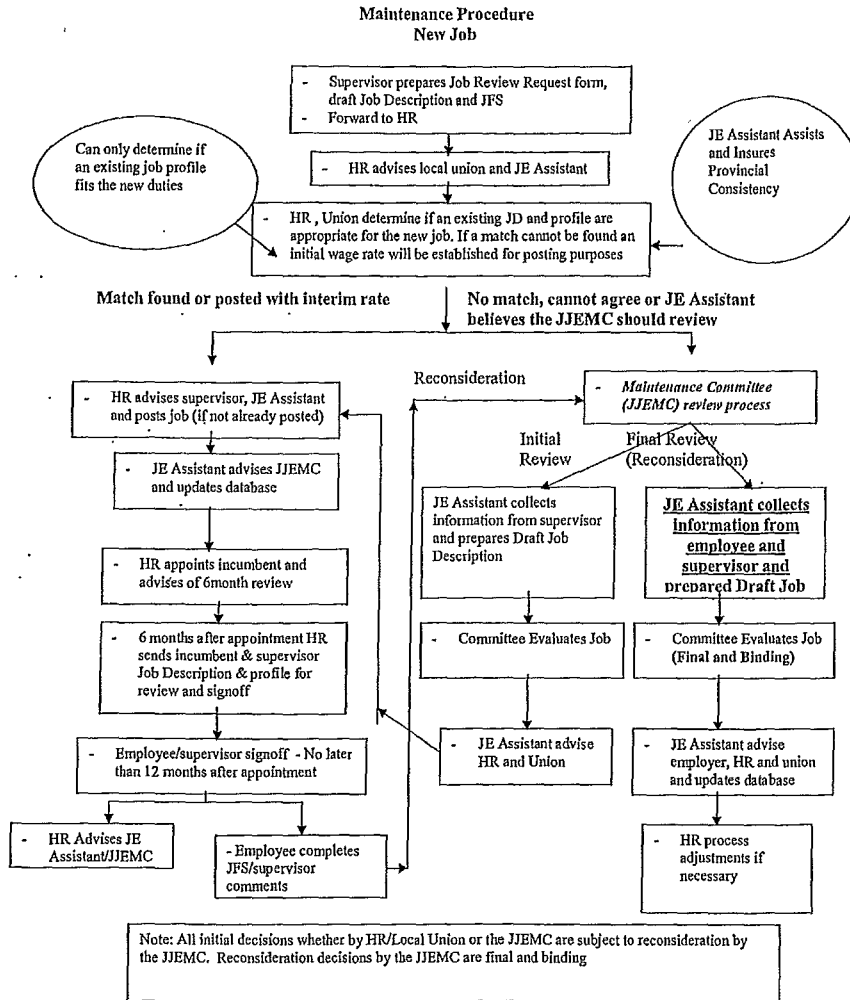 Maintenance Procedure
New Job
- Supervisor prepares Job Review Request form,
draft Job Description and JFS
- Forward to HR
Can only determine if
an existing job profile
fits the new duties
JE Assistant Assists
and Insures
Provincial
Consistency
- HR advises local union and JE Assistant
- HR , Union determine if an existing JD and profile are
appropriate for the new job. If a match cannot be found an
initial wage rate will be established for posting purposes
Match found or posted with interim rate
No match, cannot agree or JE Assistant
believes the JJEMC should review
- HR advises supervisor, JE Assistant
and posts job (if not already posted)
Reconsideration
- Maintenance Committee
(JJEMC) review process
Initial
Review
Final Review
(Reconsideration)
- JE Assistant advises JJEMC
and updates database
JE Assistant collects
information from supervisor
and prepares Draft Job
Description
JE Assistant collects
information from
employee and
supervisor and
prepared Draft Job
- HR appoints incumbent and
advises of 6month review
- 6 months after appointment HR
sends incumbent & supervisor
Job Description & profile for
review and signoff
- Committee Evaluates Job
- Committee Evaluates Job
(Final and Binding)
- Employee/supervisor signoff - No later
than 12 months after appointment
- JE Assistant advise
HR and Union
- JE Assistant advise
employer, HR and union
and updates database
- HR Advises JE
Assistant/JJEMC
- Employee completes
JFS/supervisor
comments
- HR process
adjustments if
necessary
Note: All initial decisions whether by HR/Local Union or the JJEMC are subject to reconsideration by
the JJEMC. Reconsideration decisions by the JJEMC are final and binding